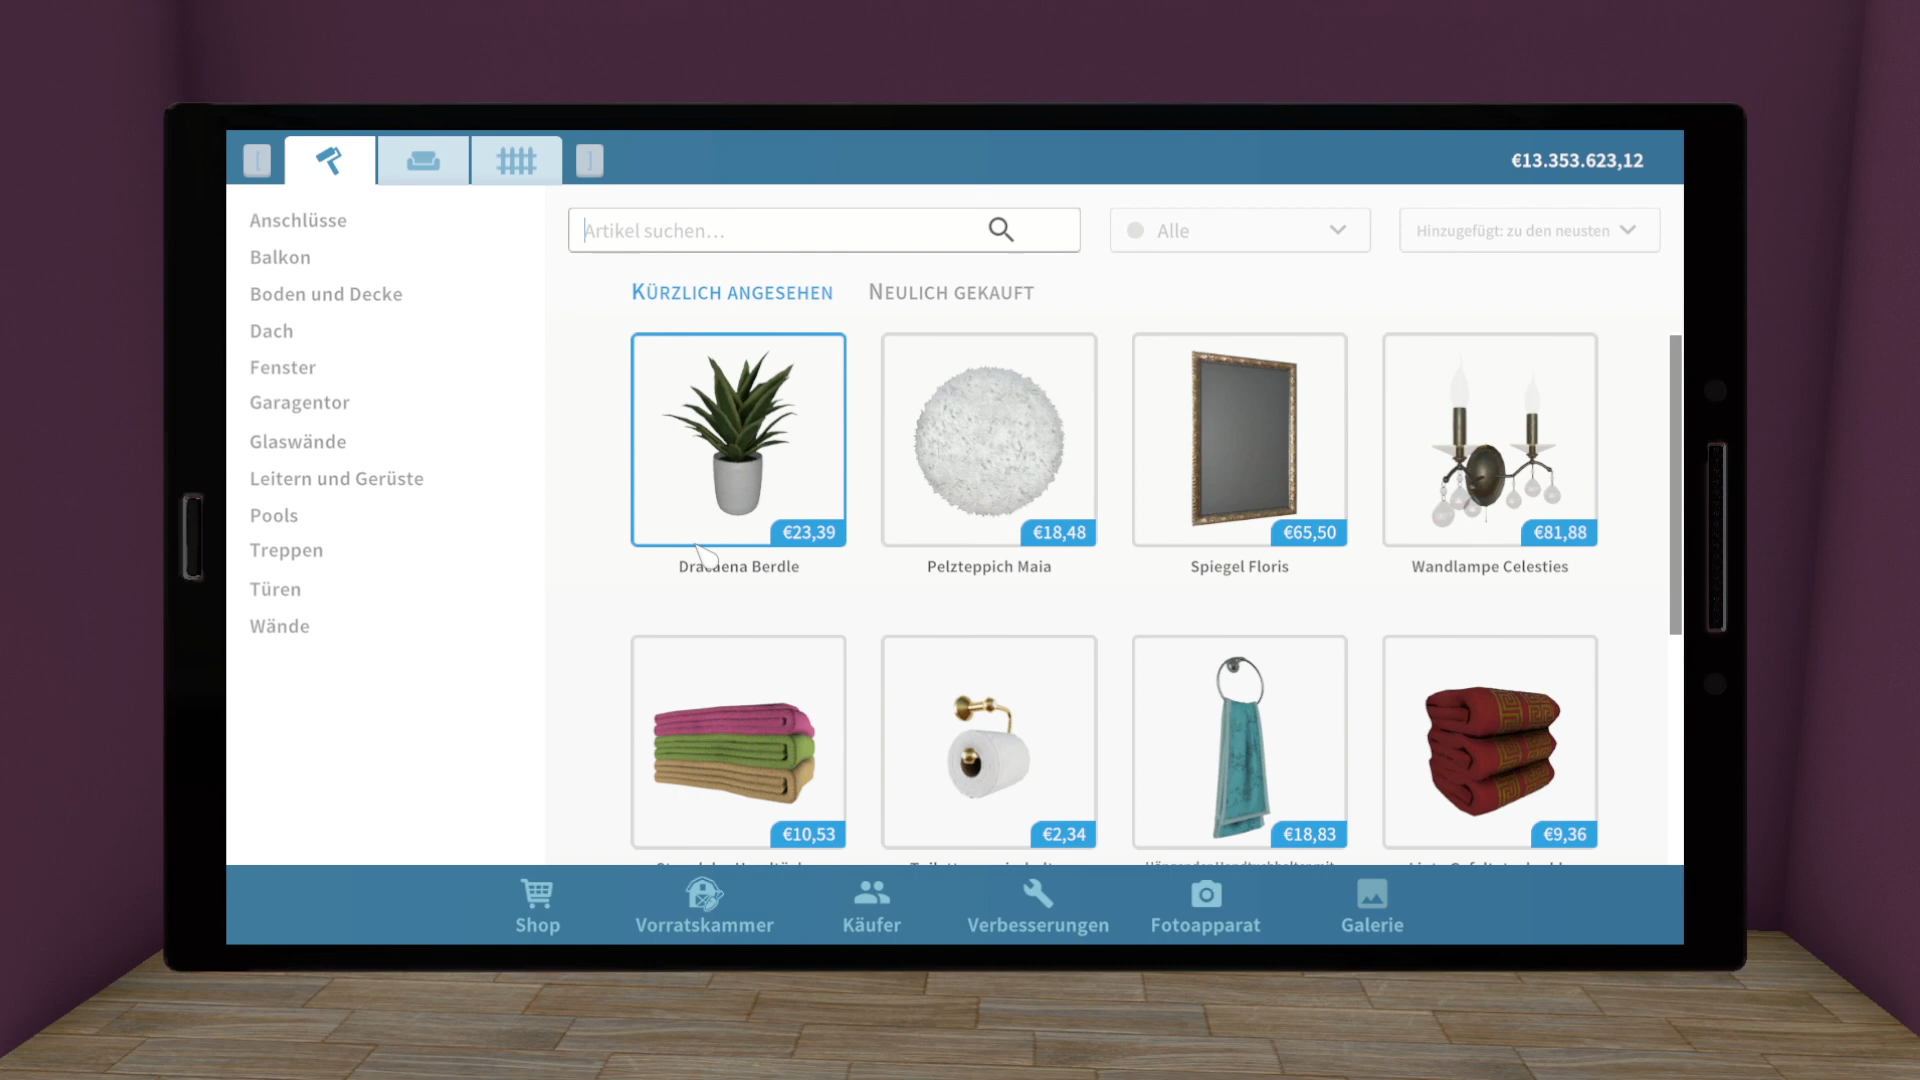 €13.353.623,12
Anschlüsse
Balkon
Boden und Decke
Dach
Fenster
Garagentor
Glaswände
Leitern und Gerüste
Pools
Treppen
Türen
Wände
Artikel suchen...
Alle
Hinzugefügt: zu den neusten
KÜRZLICH ANGESEHEN
NEULICH GEKAUFT
€23,39
€18,48
€65,50
€81,88
Dracaena Berdle
Pelzteppich Maia
Spiegel Floris
Wandlampe Celesties
€10,53
€2,34
€18,83
€9,36
Shop
Vorratskammer
Käufer
Verbesserungen
Fotoapparat
Galerie